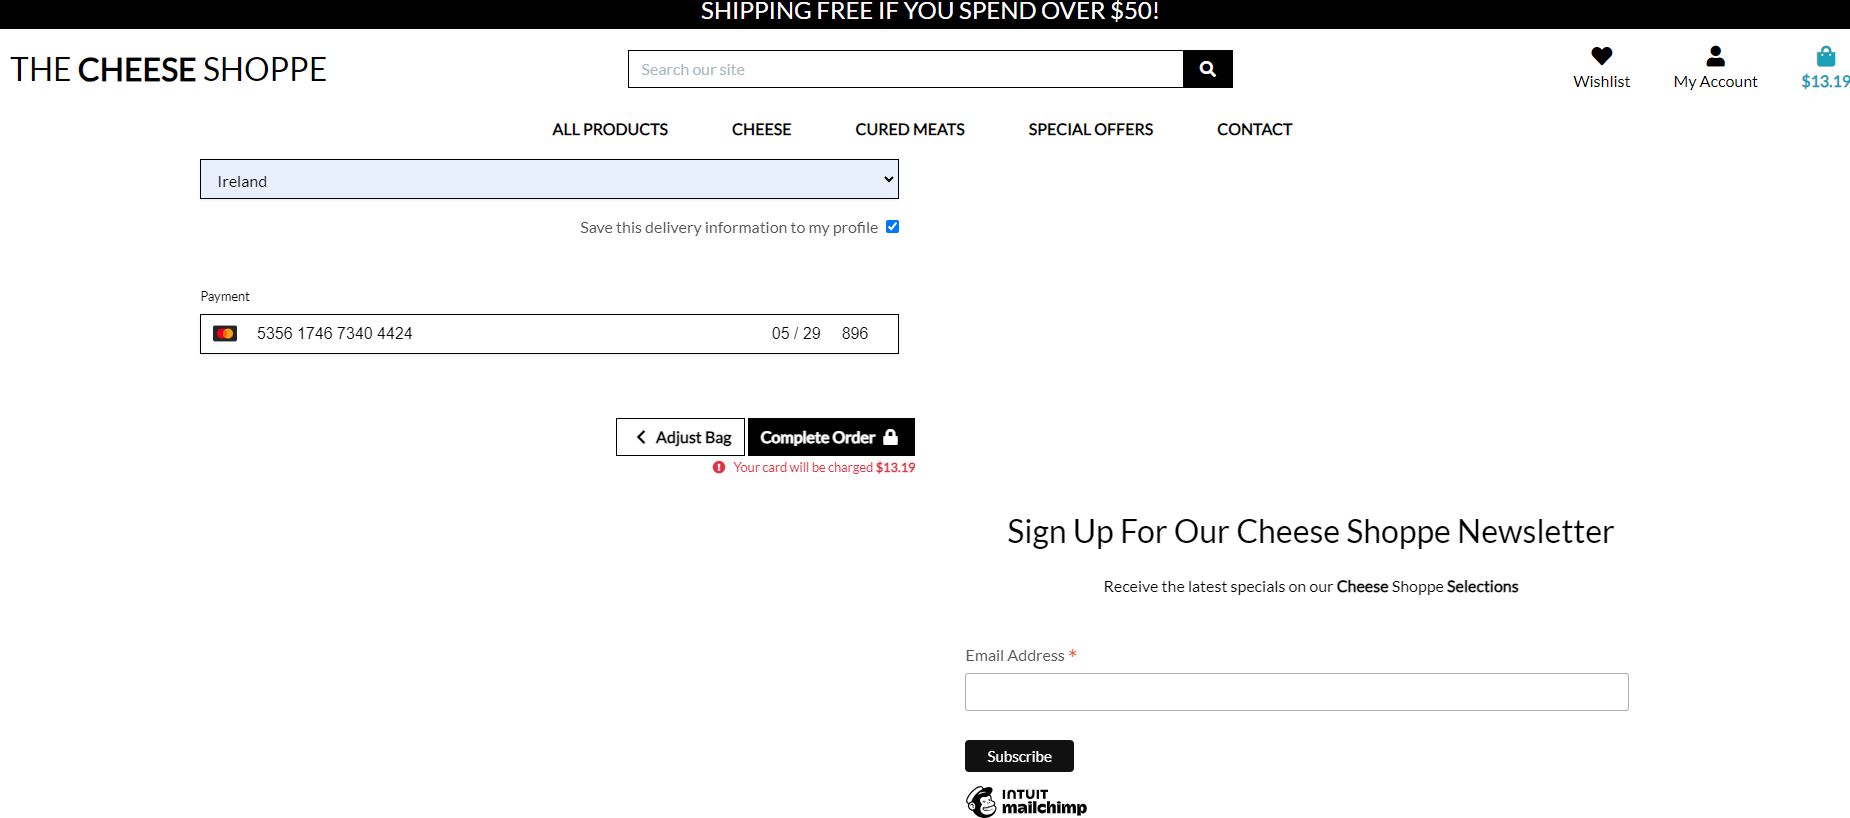 SHIPPING FREE IF YOU SPEND OVER $50!
THE CHEESE SHOPPE
Search our site
Wishlist
My Account
$13.19
ALL PRODUCTS CHEESE CURED MEATS SPECIAL OFFERS CONTACT
Ireland
Save this delivery information to my profile
Payment
5356 1746 7340 4424 05 / 29 896
Adjust Bag Complete Order
Your card will be charged $13.19
Sign Up For Our Cheese Shoppe Newsletter
Receive the latest specials on our Cheese Shoppe Selections
Email Address *
Subscribe
INTUIT
mailchimp